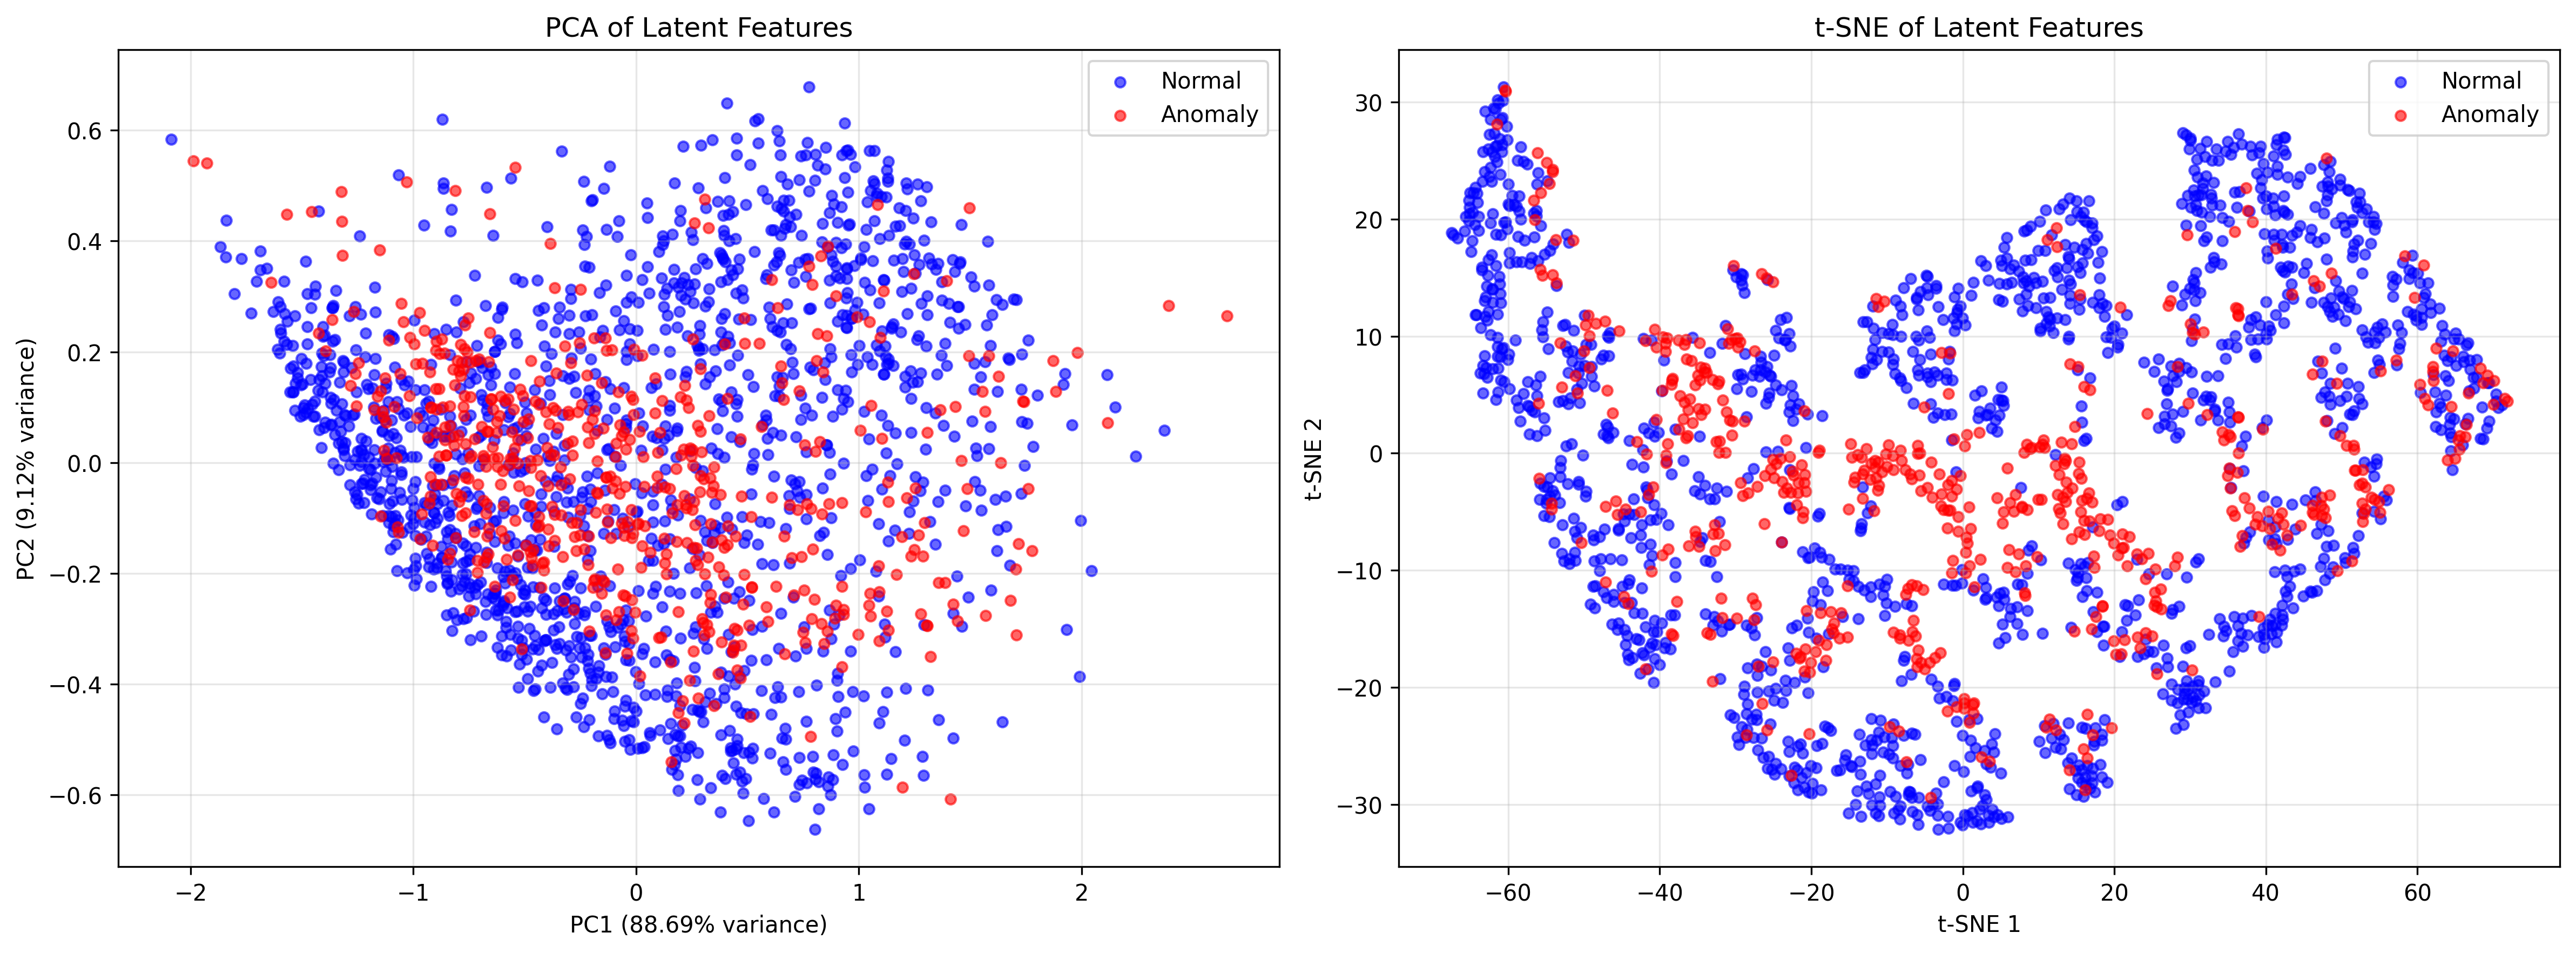 PCA of Latent Features
Normal
Anomaly
0.6
0.4
0.2
0.0
−0.2
−0.4
−0.6
PC2 (9.12% variance)
−2
−1
0
1
2
PC1 (88.69% variance)
t-SNE of Latent Features
Normal
Anomaly
30
20
10
0
−10
−20
−30
t-SNE 2
−60
−40
−20
0
20
40
60
t-SNE 1